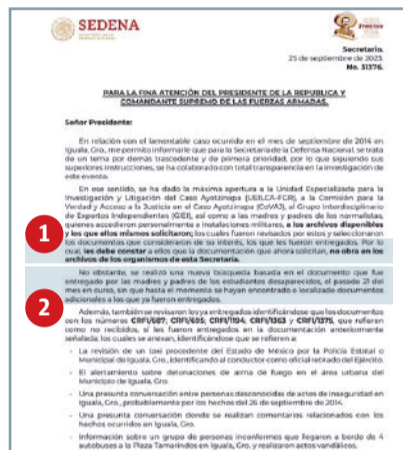 SEDENA
Secretario.
25 de septiembre de 2023.
No. 31376.
PARA LA FINA ATENCIÓN DEL PRESIDENTE DE LA REPÚBLICA Y
COMANDANTE SUPREMO DE LAS FUERZAS ARMADAS.
Señor Presidente:
En relación con el lamentable caso ocurrido en el mes de septiembre de 2014 en
Iguala, Gro., me permito informarle que para la Secretaría de la Defensa Nacional, se trata
de un tema por demás trascedente y de primera prioridad, por lo que siguiendo sus
superiores instrucciones, se ha colaborado con total transparencia en la investigación de
este evento.
En ese sentido, se ha dado la máxima apertura a la Unidad Especializada para la
Investigación y Litigación del Caso Ayotzinapa (UEILCA-FGR), a la Comisión para la
Verdad y Acceso a la Justicia en el Caso Ayotzinapa (CoVAJ), al Grupo Interdisciplinario
de Expertos Independientes (GIEI), así como a las madres y padres de los normalistas,
quienes accedieron personalmente a instalaciones militares, a los archivos disponibles
1
y los que ellos mismos solicitaron; los cuales fueron revisados por estos y seleccionaron
los documentos que consideraron de su interés, los que les fueron entregados. Por lo
cual, les debe constar a ellos que la documentación que ahora solicitan, no obra en los
archivos de los organismos de esta Secretaría.
No obstante, se realizó una nueva búsqueda basada en el documento que fue
entregado por las madres y padres de los estudiantes desaparecidos, el pasado 21 del
mes en curso, sin que hasta el momento se hayan encontrado o localizado documentos
adicionales a los que ya fueron entregados.
2
Además, también se revisaron los ya entregados identificándose que los documentos
con los números CRFI/687; CRFI/695; CRFI/1194; CRFI/1363 y CRFI/1375, que refieren
como no recibidos, sí les fueron entregados en la documentación anteriormente
señalada; los cuales se anexan, identificándose que se refieren a:
- La revisión de un taxi procedente del Estado de México por la Policía Estatal o
Municipal de Iguala, Gro., identificando al conductor como oficial retirado del Ejército.
- El alertamiento sobre detonaciones de arma de fuego en el área urbana del
Municipio de Iguala, Gro.
- Una presunta conversación entre personas desconocidas de actos de inseguridad en
Iguala, Gro., probablemente por los hechos del 26 de septiembre de 2014.
- Una presunta conversación donde se realizan comentarios relacionados con los
hechos ocurridos en Iguala, Gro.
- Información sobre un grupo de personas inconformes que llegaron a bordo de 4
autobuses a la Plaza Tamarindos en Iguala, Gro. y realizaron actos vandálicos.